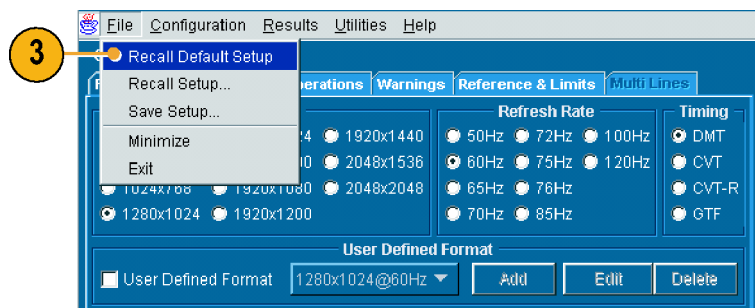 File Configuration Results Utilities Help
3
Recall Default Setup
Recall Setup...
Save Setup...
Minimize
Exit
Warnings Reference & Limits Multi Lines
Refresh Rate
Timing
1920x1440 50Hz 72Hz 100Hz DMT
2048x1536 60Hz 75Hz 120Hz CVT
1024x768 1920x1080 2048x2048 65Hz 76Hz CVT-R
1280x1024 1920x1200 70Hz 85Hz GTF
User Defined Format
User Defined Format 1280x1024@60Hz Add Edit Delete